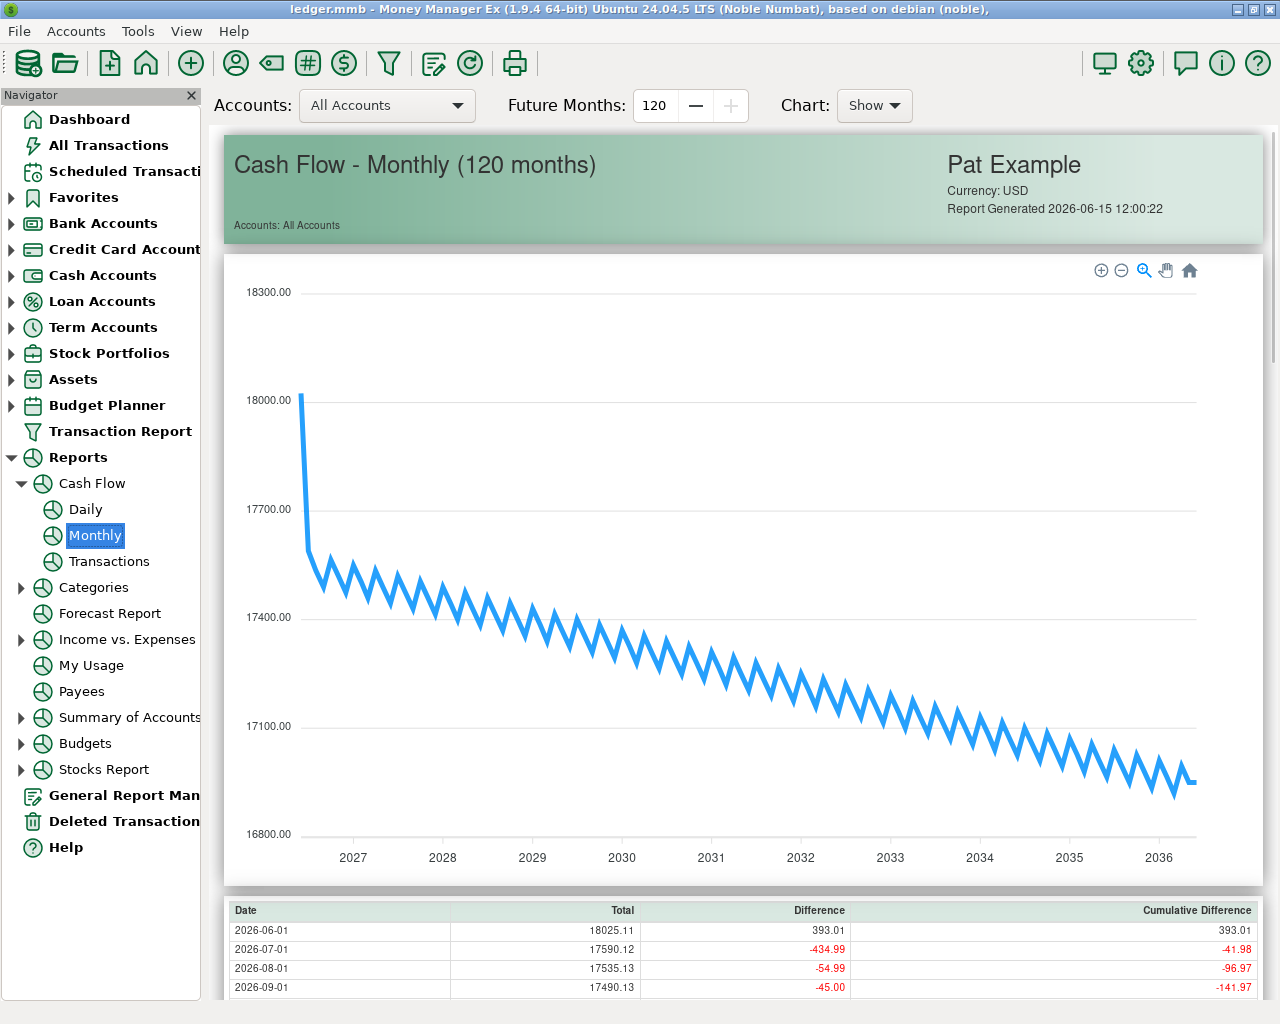 ledger.mmb - Money Manager Ex (1.9.4 64-bit) Ubuntu 24.04.5 LTS (Noble Numbat), based on debian (noble),
File Accounts Tools View Help
Navigator
Dashboard
All Transactions
Scheduled Transacti
Favorites
Bank Accounts
Credit Card Account
Cash Accounts
Loan Accounts
Term Accounts
Stock Portfolios
Assets
Budget Planner
Transaction Report
Reports
Cash Flow
Daily
Monthly
Transactions
Categories
Forecast Report
Income vs. Expenses
My Usage
Payees
Summary of Accounts
Budgets
Stocks Report
General Report Man
Deleted Transaction
Help
Accounts: All Accounts Future Months: 120 Chart: Show
Cash Flow - Monthly (120 months)
Accounts: All Accounts
Pat Example
Currency: USD
Report Generated 2026-06-15 12:00:22
18300.00
18000.00
17700.00
17400.00
17100.00
16800.00
2027 2028 2029 2030 2031 2032 2033 2034 2035 2036
Date Total Difference Cumulative Difference
2026-06-01 18025.11 393.01 393.01
2026-07-01 17590.12 -434.99 -41.98
2026-08-01 17535.13 -54.99 -96.97
2026-09-01 17490.13 -45.00 -141.97